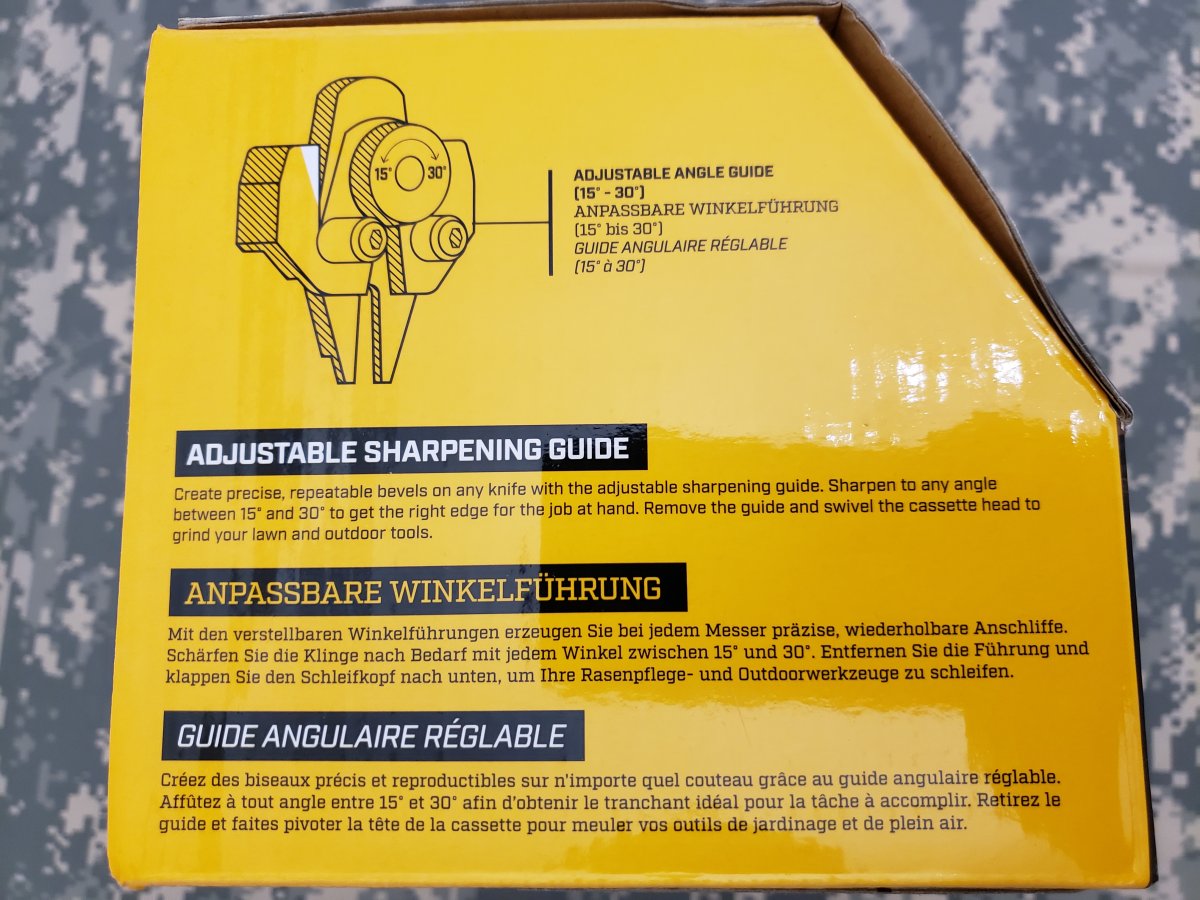 15° 30°
ADJUSTABLE ANGLE GUIDE
(15° - 30°)
ANPASSBARE WINKELFÜHRUNG
(15° bis 30°)
GUIDE ANGULAIRE RÉGLABLE
(15° à 30°)
ADJUSTABLE SHARPENING GUIDE
Create precise, repeatable bevels on any knife with the adjustable sharpening guide. Sharpen to any angle
between 15° and 30° to get the right edge for the job at hand. Remove the guide and swivel the cassette head to
grind your lawn and outdoor tools.
ANPASSBARE WINKELFÜHRUNG
Mit den verstellbaren Winkelführungen erzeugen Sie bei jedem Messer präzise, wiederholbare Anschliffe.
Schärfen Sie die Klinge nach Bedarf mit jedem Winkel zwischen 15° und 30°. Entfernen Sie die Führung und
klappen Sie den Schleifkopf nach unten, um Ihre Rasenpflege- und Outdoorwerkzeuge zu schleifen.
GUIDE ANGULAIRE RÉGLABLE
Créez des biseaux précis et reproductibles sur n'importe quel couteau grâce au guide angulaire réglable.
Affûtez à tout angle entre 15° et 30° afin d'obtenir le tranchant idéal pour la tâche à accomplir. Retirez le
guide et faites pivoter la tête de la cassette pour meuler vos outils de jardinage et de plein air.